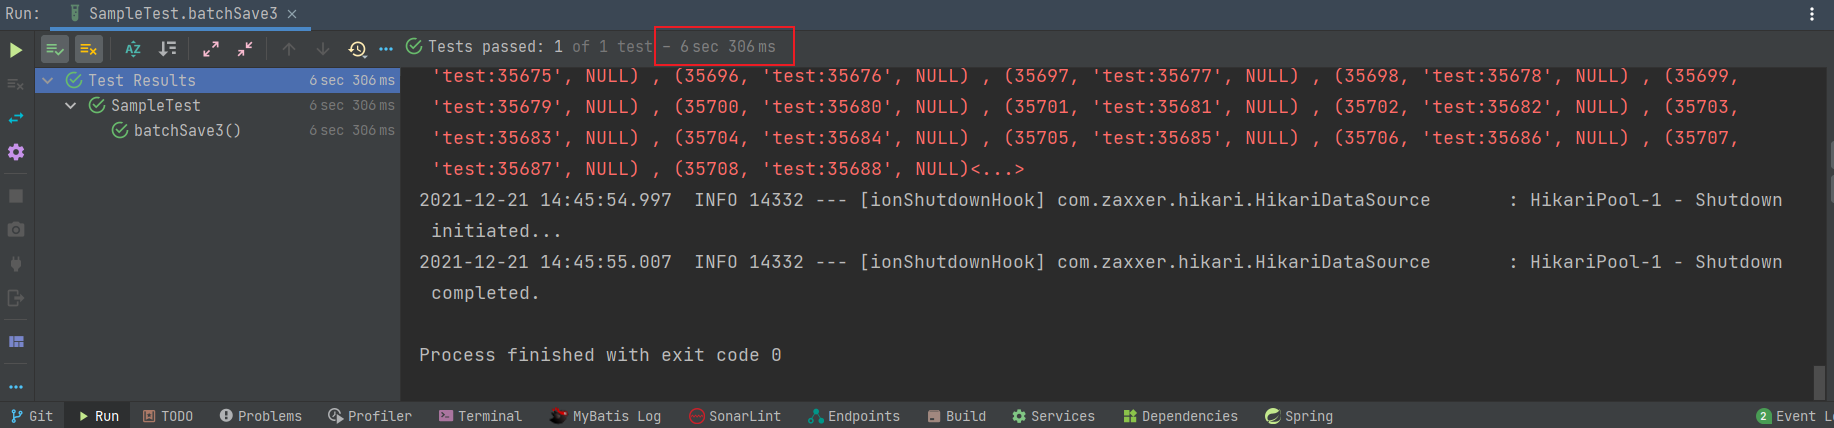 Run: SampleTest.batchSave3 ×
Tests passed: 1 of 1 test – 6 sec 306 ms
Test Results 6 sec 306 ms
SampleTest 6 sec 306 ms
batchSave3() 6 sec 306 ms
'test:35675', NULL) , (35696, 'test:35676', NULL) , (35697, 'test:35677', NULL) , (35698, 'test:35678', NULL) , (35699,
'test:35679', NULL) , (35700, 'test:35680', NULL) , (35701, 'test:35681', NULL) , (35702, 'test:35682', NULL) , (35703,
'test:35683', NULL) , (35704, 'test:35684', NULL) , (35705, 'test:35685', NULL) , (35706, 'test:35686', NULL) , (35707,
'test:35687', NULL) , (35708, 'test:35688', NULL)<...>
2021-12-21 14:45:54.997  INFO 14332 --- [ionShutdownHook] com.zaxxer.hikari.HikariDataSource       : HikariPool-1 - Shutdown
initiated...
2021-12-21 14:45:55.007  INFO 14332 --- [ionShutdownHook] com.zaxxer.hikari.HikariDataSource       : HikariPool-1 - Shutdown
completed.
Process finished with exit code 0
Git Run TODO Problems Profiler Terminal MyBatis Log SonarLint Endpoints Build Services Dependencies Spring 2 Event